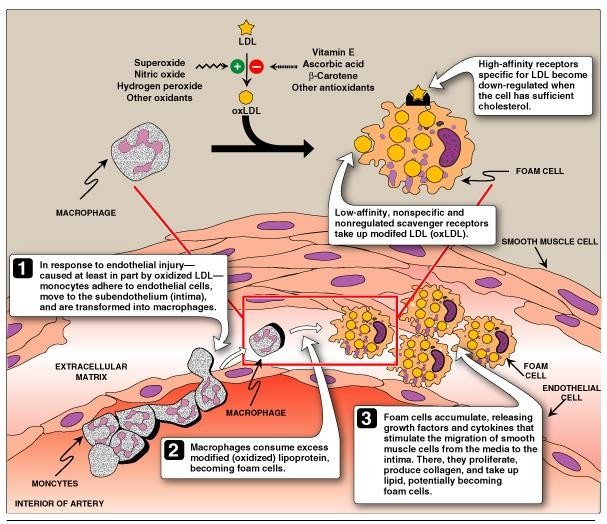 LDL
Superoxide
Nitric oxide
Hydrogen peroxide
Other oxidants
+
–
Vitamin E
Ascorbic acid
β-Carotene
Other antioxidants
oxLDL
High-affinity receptors
specific for LDL become
down-regulated when
the cell has sufficient
cholesterol.
MACROPHAGE
FOAM CELL
Low-affinity, nonspecific and
nonregulated scavenger receptors
take up modifed LDL (oxLDL).
SMOOTH MUSCLE CELL
1
In response to endothelial injury—
caused at least in part by oxidized LDL—
monocytes adhere to endothelial cells,
move to the subendothelium (intima),
and are transformed into macrophages.
EXTRACELLULAR
MATRIX
MACROPHAGE
FOAM
CELL
ENDOTHELIAL
CELL
2
Macrophages consume excess
modified (oxidized) lipoprotein,
becoming foam cells.
3
Foam cells accumulate, releasing
growth factors and cytokines that
stimulate the migration of smooth
muscle cells from the media to the
intima. There, they proliferate,
produce collagen, and take up
lipid, potentially becoming
foam cells.
MONCYTES
INTERIOR OF ARTERY